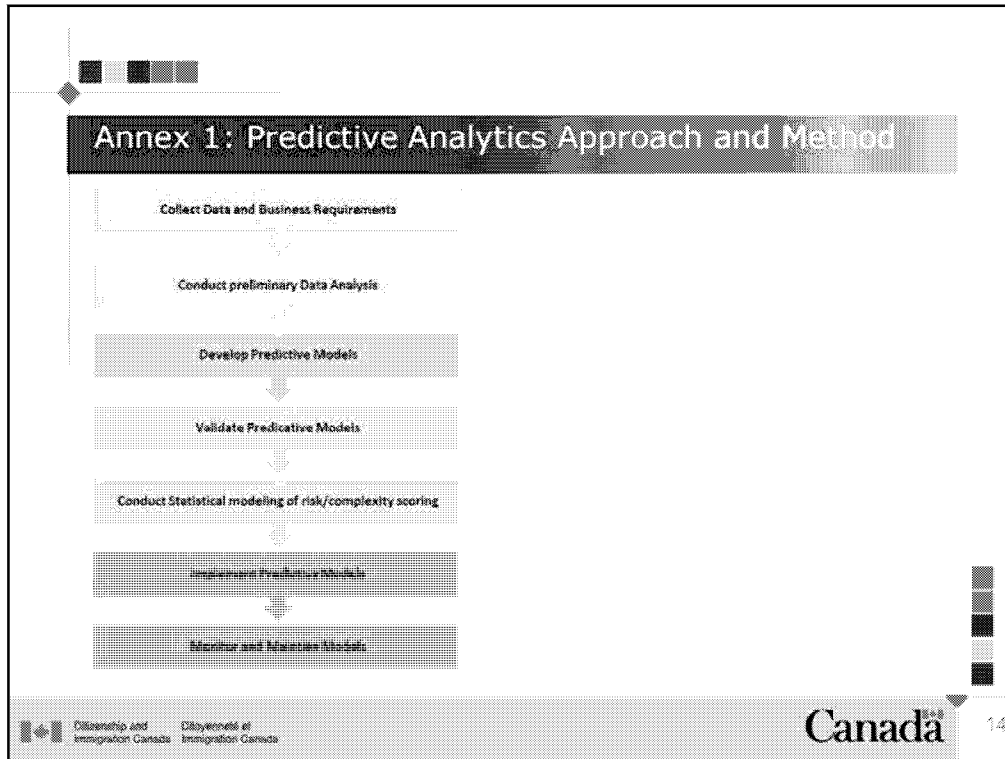 Annex 1: Predictive Analytics Approach and Method
Collect Data and Business Requirements
Conduct preliminary Data Analysis
Develop Predictive Models
Validate Predicative Models
Conduct Statistical modeling of risk/complexity scoring
Implement Predictive Models
Monitor and Maintien Models
Citizenship and Citoyenneté et
Immigration Canada Immigration Canada
Canada
14